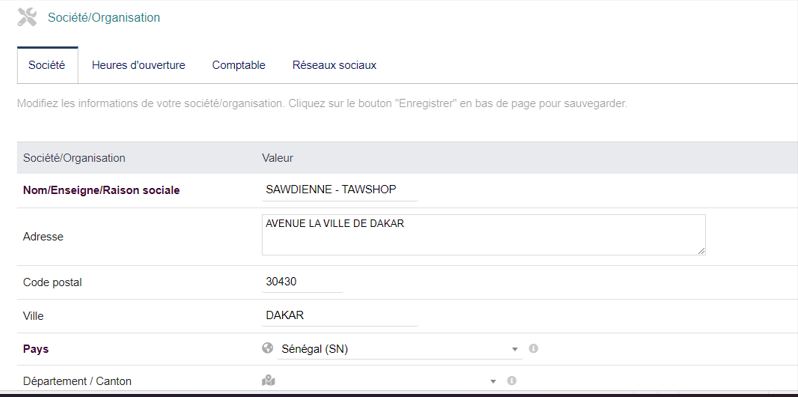 Société/Organisation
Société Heures d'ouverture Comptable Réseaux sociaux
Modifiez les informations de votre société/organisation. Cliquez sur le bouton "Enregistrer" en bas de page pour sauvegarder.
Société/Organisation Valeur
Nom/Enseigne/Raison sociale SAWDIENNE - TAWSHOP
Adresse AVENUE LA VILLE DE DAKAR
Code postal 30430
Ville DAKAR
Pays Sénégal (SN)
Département / Canton